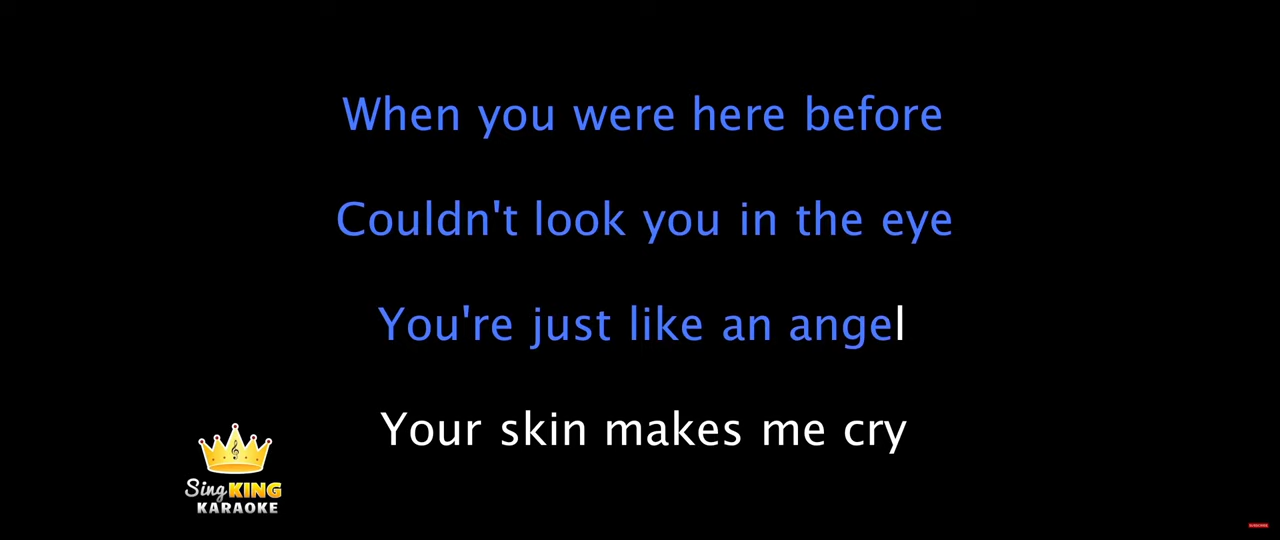 When you were here before
Couldn't look you in the eye
You're just like an angel
Your skin makes me cry
Sing KING
KARAOKE